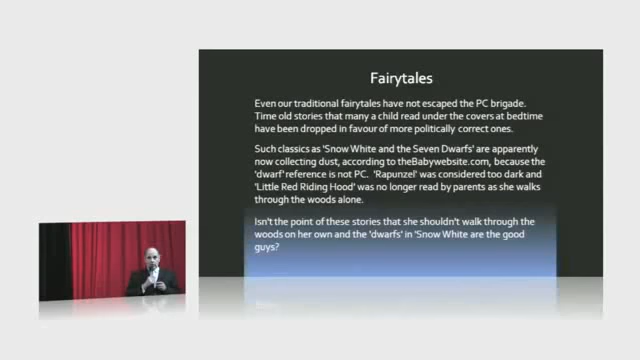 Fairytales
Even our traditional fairytales have not escaped the PC brigade.
Time old stories that many a child read under the covers at bedtime
have been dropped in favour of more politically correct ones.
Such classics as 'Snow White and the Seven Dwarfs' are apparently
now collecting dust, according to theBabywebsite.com, because the
'dwarf' reference is not PC. 'Rapunzel' was considered too dark and
'Little Red Riding Hood' was no longer read by parents as she walks
through the woods alone.
Isn't the point of these stories that she shouldn't walk through the
woods on her own and the 'dwarfs' in 'Snow White are the good
guys?